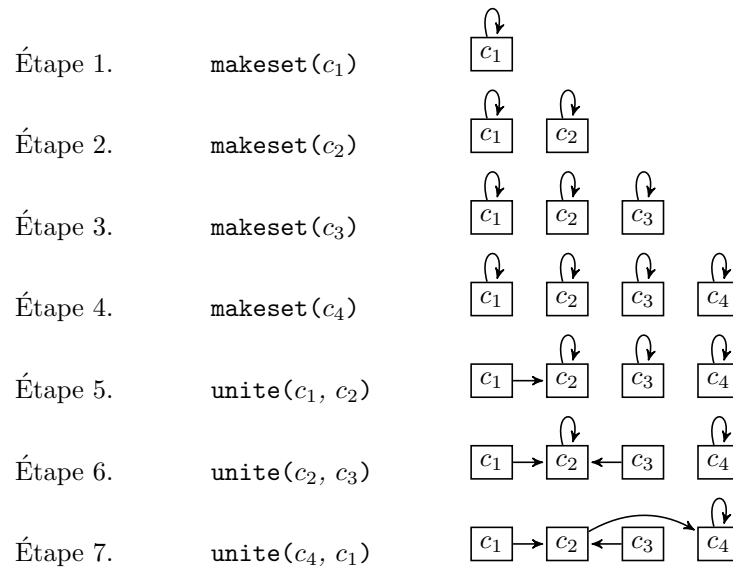 Étape 1. makeset(c₁) c₁
Étape 2. makeset(c₂) c₁ c₂
Étape 3. makeset(c₃) c₁ c₂ c₃
Étape 4. makeset(c₄) c₁ c₂ c₃ c₄
Étape 5. unite(c₁, c₂) c₁ c₂ c₃ c₄
Étape 6. unite(c₂, c₃) c₁ c₂ c₃ c₄
Étape 7. unite(c₄, c₁) c₁ c₂ c₃ c₄